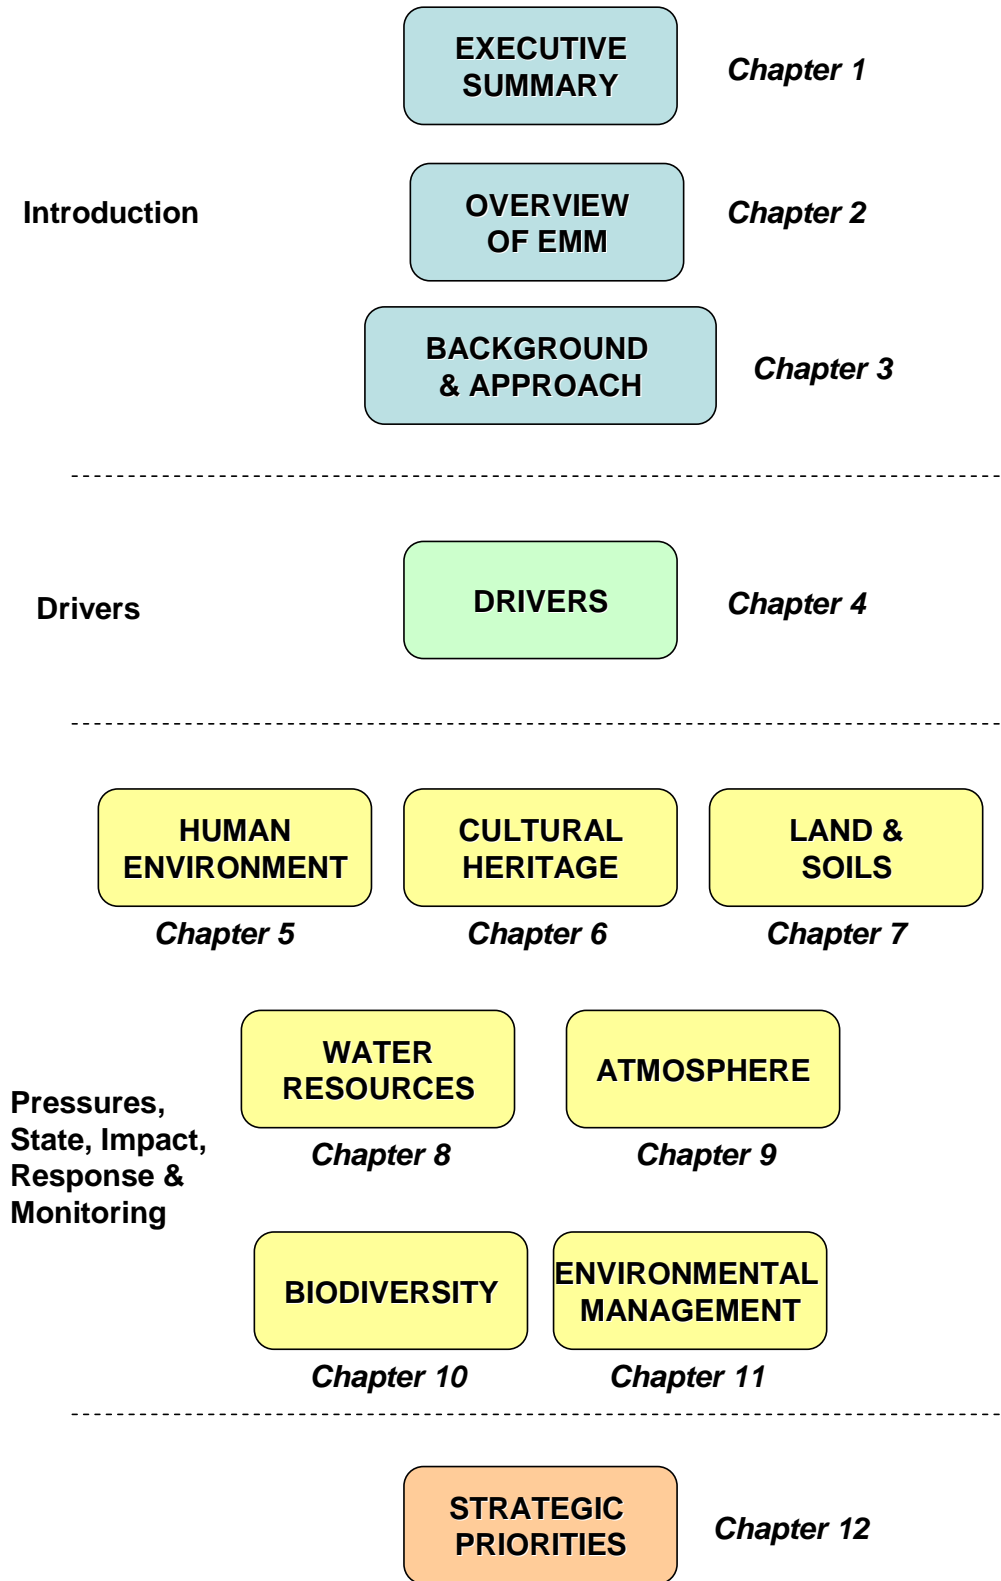 EXECUTIVE
SUMMARY
Chapter 1
Introduction
OVERVIEW
OF EMM
Chapter 2
BACKGROUND
& APPROACH
Chapter 3
Drivers
DRIVERS
Chapter 4
HUMAN
ENVIRONMENT
CULTURAL
HERITAGE
LAND &
SOILS
Chapter 5
Chapter 6
Chapter 7
Pressures,
State, Impact,
Response &
Monitoring
WATER
RESOURCES
ATMOSPHERE
Chapter 8
Chapter 9
BIODIVERSITY
ENVIRONMENTAL
MANAGEMENT
Chapter 10
Chapter 11
STRATEGIC
PRIORITIES
Chapter 12